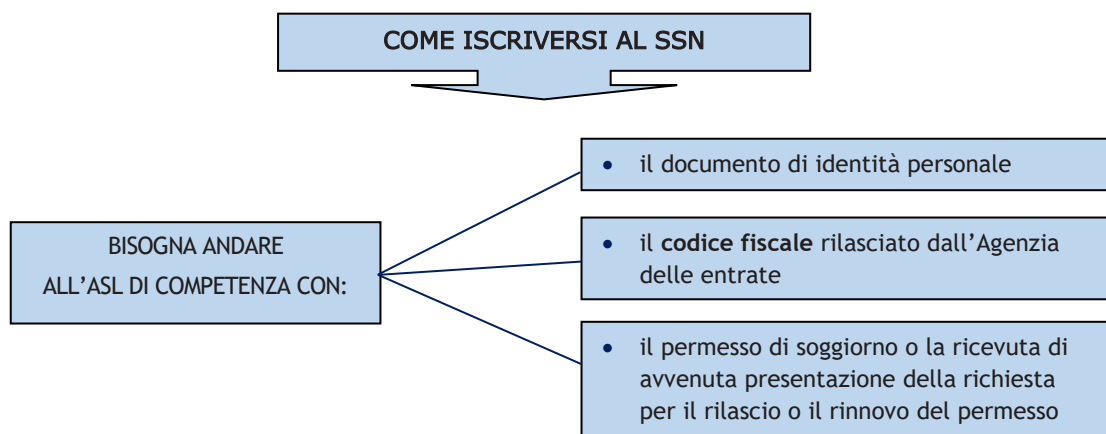 COME ISCRIVERSI AL SSN
BISOGNA ANDARE
ALL’ASL DI COMPETENZA CON:
• il documento di identità personale
• il codice fiscale rilasciato dall’Agenzia
delle entrate
• il permesso di soggiorno o la ricevuta di
avvenuta presentazione della richiesta
per il rilascio o il rinnovo del permesso